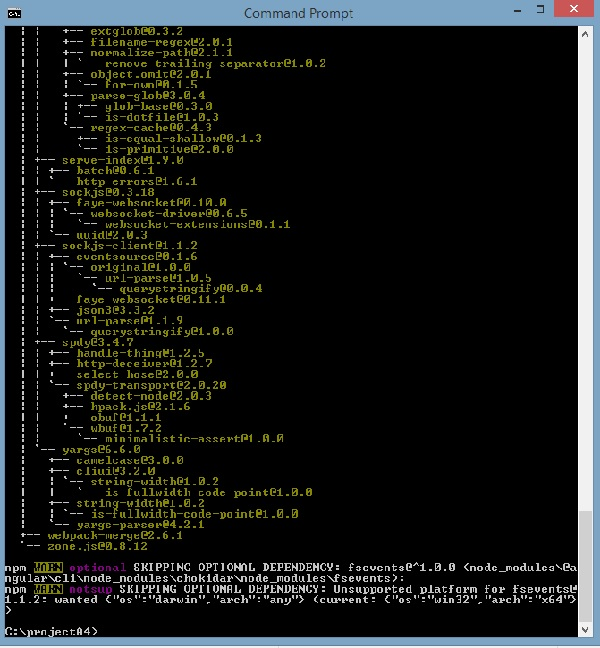 Command Prompt
| | | +-- extglob@0.3.2
| | | +-- filename-regex@2.0.1
| | | +-- normalize-path@2.1.1
| | | | `-- remove-trailing-separator@1.0.2
| | | +-- object.omit@2.0.1
| | | | `-- for-own@0.1.5
| | | +-- parse-glob@3.0.4
| | | | +-- glob-base@0.3.0
| | | | +-- is-dotfile@1.0.3
| | | `-- regex-cache@0.4.3
| | |   +-- is-equal-shallow@0.1.3
| | |   `-- is-primitive@2.0.0
| | +-- serve-index@1.9.0
| | | +-- batch@0.6.1
| | | `-- http-errors@1.6.1
| | +-- sockjs@0.3.18
| | | +-- faye-websocket@0.10.0
| | | | `-- websocket-driver@0.6.5
| | | |   `-- websocket-extensions@0.1.1
| | | `-- uuid@2.0.3
| | +-- sockjs-client@1.1.2
| | | +-- eventsource@0.1.6
| | | | `-- original@1.0.0
| | | |   `-- url-parse@1.0.5
| | | |     `-- querystringify@0.0.4
| | | +-- faye-websocket@0.11.1
| | | +-- json3@3.3.2
| | | `-- url-parse@1.1.9
| | |   `-- querystringify@1.0.0
| | +-- spdy@3.4.7
| | | +-- handle-thing@1.2.5
| | | +-- http-deceiver@1.2.7
| | | +-- select-hose@2.0.0
| | | `-- spdy-transport@2.0.20
| | |   +-- detect-node@2.0.3
| | |   +-- hpack.js@2.1.6
| | |   +-- obuf@1.1.1
| | |   `-- wbuf@1.7.2
| | |     `-- minimalistic-assert@1.0.0
| | `-- yargs@6.6.0
| |   +-- camelcase@3.0.0
| |   +-- cliui@3.2.0
| |   | `-- string-width@1.0.2
| |   |   `-- is-fullwidth-code-point@1.0.0
| |   +-- string-width@1.0.2
| |   | `-- is-fullwidth-code-point@1.0.0
| |   `-- yargs-parser@4.2.1
| +-- webpack-merge@2.6.1
| `-- zone.js@0.8.12
npm WARN optional SKIPPING OPTIONAL DEPENDENCY: fsevents@^1.0.0 (node_modules\@a
ngular\cli\node_modules\chokidar\node_modules\fsevents):
npm WARN notsup SKIPPING OPTIONAL DEPENDENCY: Unsupported platform for fsevents@
1.1.2: wanted {"os":"darwin","arch":"any"} (current: {"os":"win32","arch":"x64"}
)
C:\projectA4>